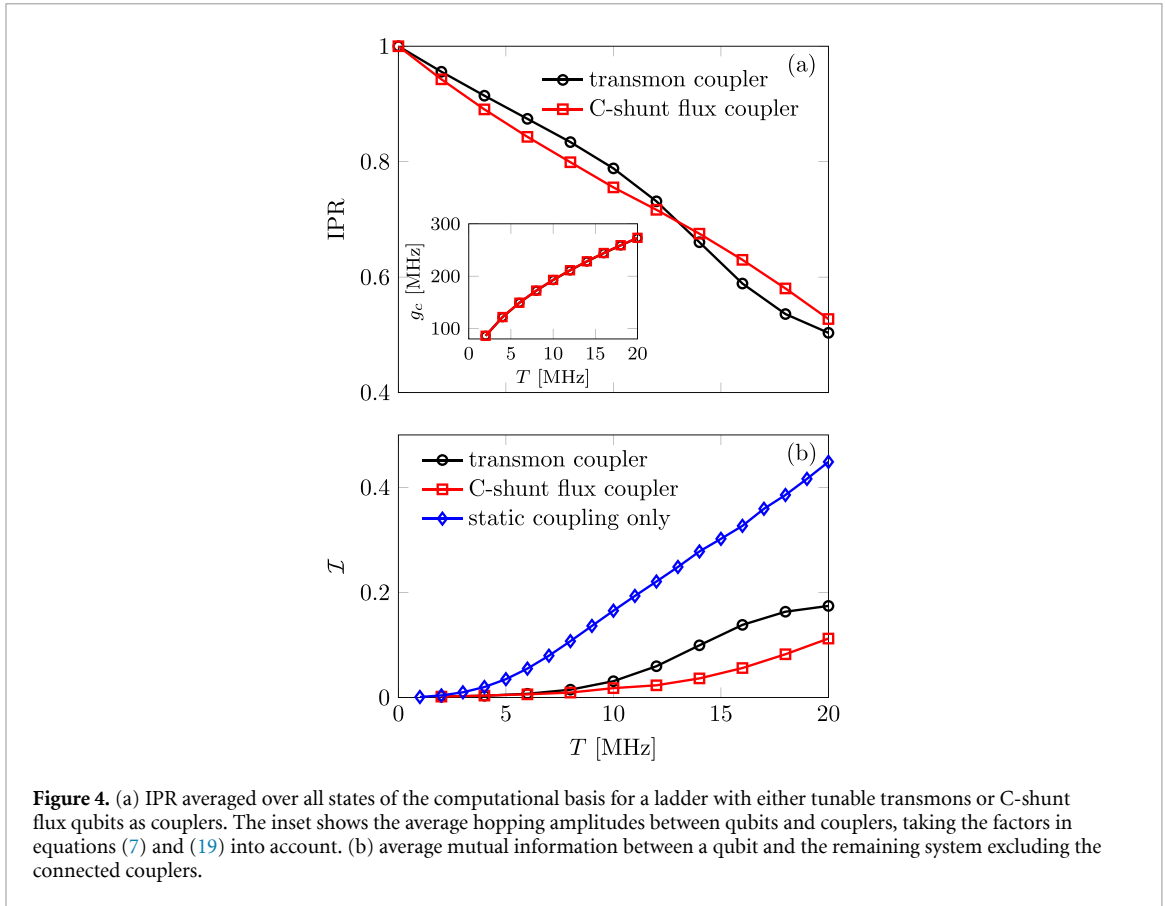 (a)
transmon coupler
C-shunt flux coupler
1
0.8
0.6
0.4
IPR
300
200
100
g_c [MHz]
0 5 10 15 20
T [MHz]
(b)
transmon coupler
C-shunt flux coupler
static coupling only
0.4
0.2
0
ℐ
0 5 10 15 20
T [MHz]
Figure 4. (a) IPR averaged over all states of the computational basis for a ladder with either tunable transmons or C-shunt
flux qubits as couplers. The inset shows the average hopping amplitudes between qubits and couplers, taking the factors in
equations (7) and (19) into account. (b) average mutual information between a qubit and the remaining system excluding the
connected couplers.